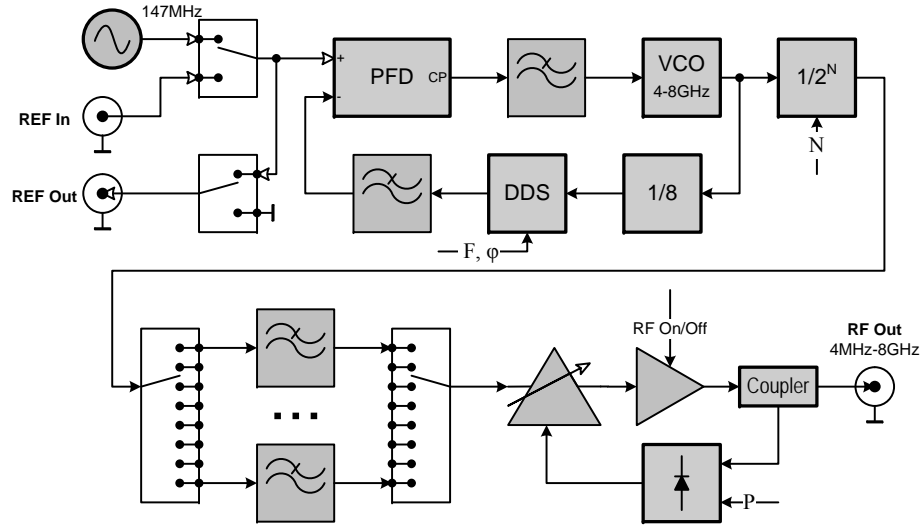 147MHz
REF In
REF Out
+
-
PFD
CP
VCO
4-8GHz
1/2^N
N
1/8
DDS
F, φ
RF On/Off
RF Out
4MHz-8GHz
Coupler
P